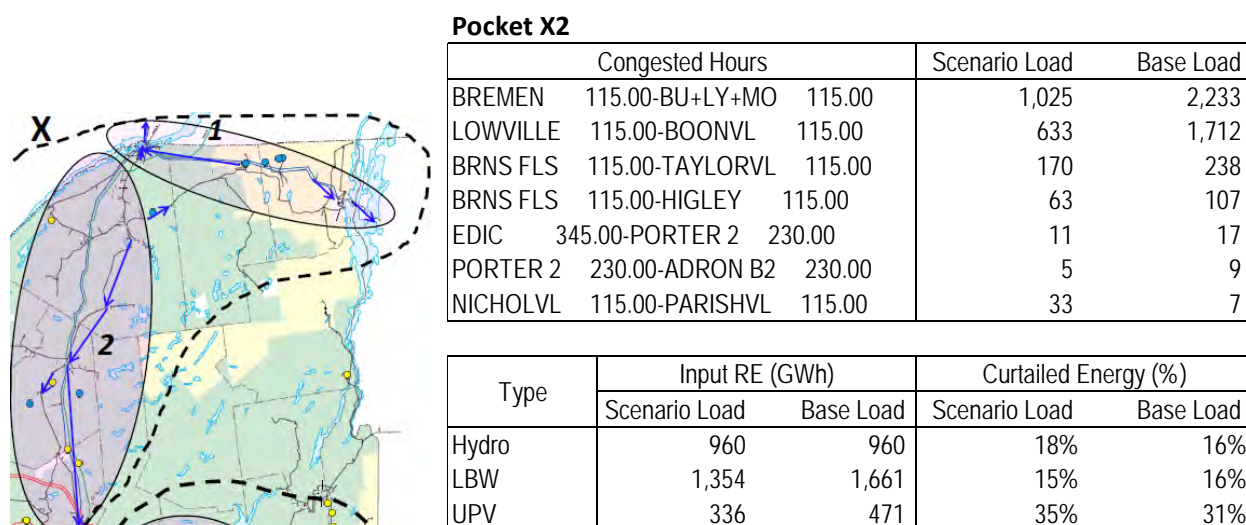 Pocket X2
Congested Hours Scenario Load Base Load
BREMEN 115.00-BU+LY+MO 115.00 1,025 2,233
LOWVILLE 115.00-BOONVL 115.00 633 1,712
BRNS FLS 115.00-TAYLORVL 115.00 170 238
BRNS FLS 115.00-HIGLEY 115.00 63 107
EDIC 345.00-PORTER 2 230.00 11 17
PORTER 2 230.00-ADRON B2 230.00 5 9
NICHOLVL 115.00-PARISHVL 115.00 33 7
Type Input RE (GWh) Curtailed Energy (%)
Scenario Load Base Load Scenario Load Base Load
Hydro 960 960 18% 16%
LBW 1,354 1,661 15% 16%
UPV 336 471 35% 31%
X
1
2